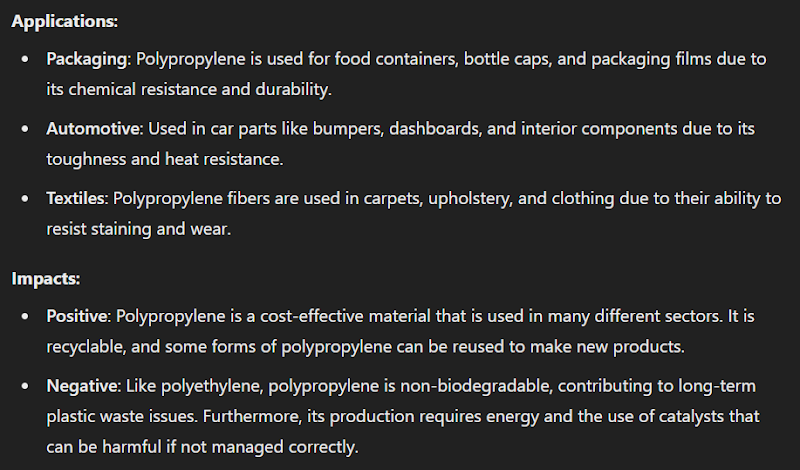 Applications:
• Packaging: Polypropylene is used for food containers, bottle caps, and packaging films due to
its chemical resistance and durability.
• Automotive: Used in car parts like bumpers, dashboards, and interior components due to its
toughness and heat resistance.
• Textiles: Polypropylene fibers are used in carpets, upholstery, and clothing due to their ability to
resist staining and wear.
Impacts:
• Positive: Polypropylene is a cost-effective material that is used in many different sectors. It is
recyclable, and some forms of polypropylene can be reused to make new products.
• Negative: Like polyethylene, polypropylene is non-biodegradable, contributing to long-term
plastic waste issues. Furthermore, its production requires energy and the use of catalysts that
can be harmful if not managed correctly.